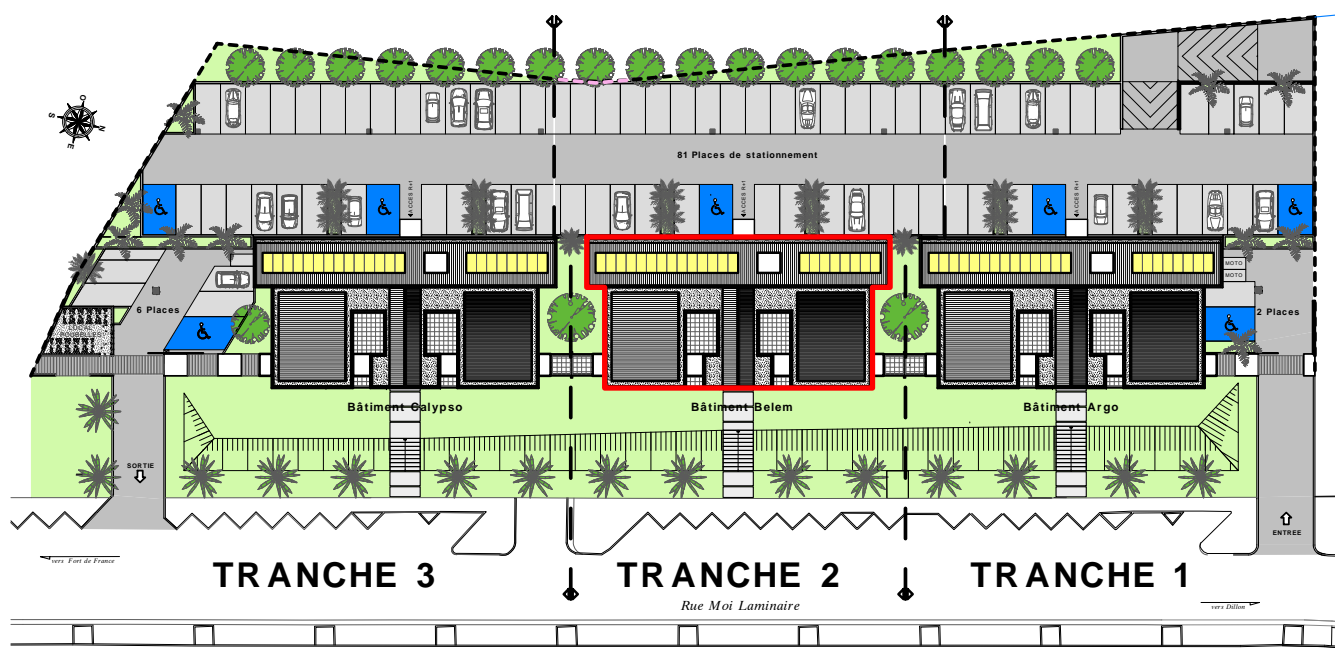 O
S
N
E
81 Places de stationnement
ACCES R+1
ACCES R+1
ACCES R+1
MOTO
MOTO
6 Places
2 Places
LOCAL
POUBELLES
Bâtiment Calypso
Bâtiment Belem
Bâtiment Argo
SORTIE
ENTREE
vers Fort de France
TRANCHE 3
TRANCHE 2
TRANCHE 1
Rue Moi Laminaire
vers Dillon